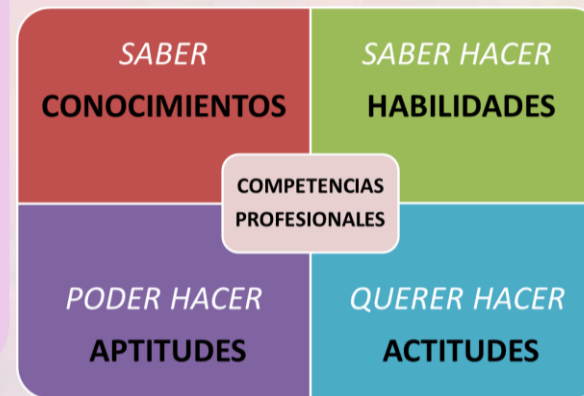 SABER
CONOCIMIENTOS
SABER HACER
HABILIDADES
COMPETENCIAS
PROFESIONALES
PODER HACER
APTITUDES
QUERER HACER
ACTITUDES